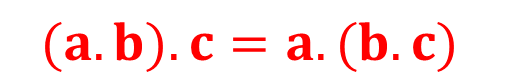 (a. b). c = a. (b. c)